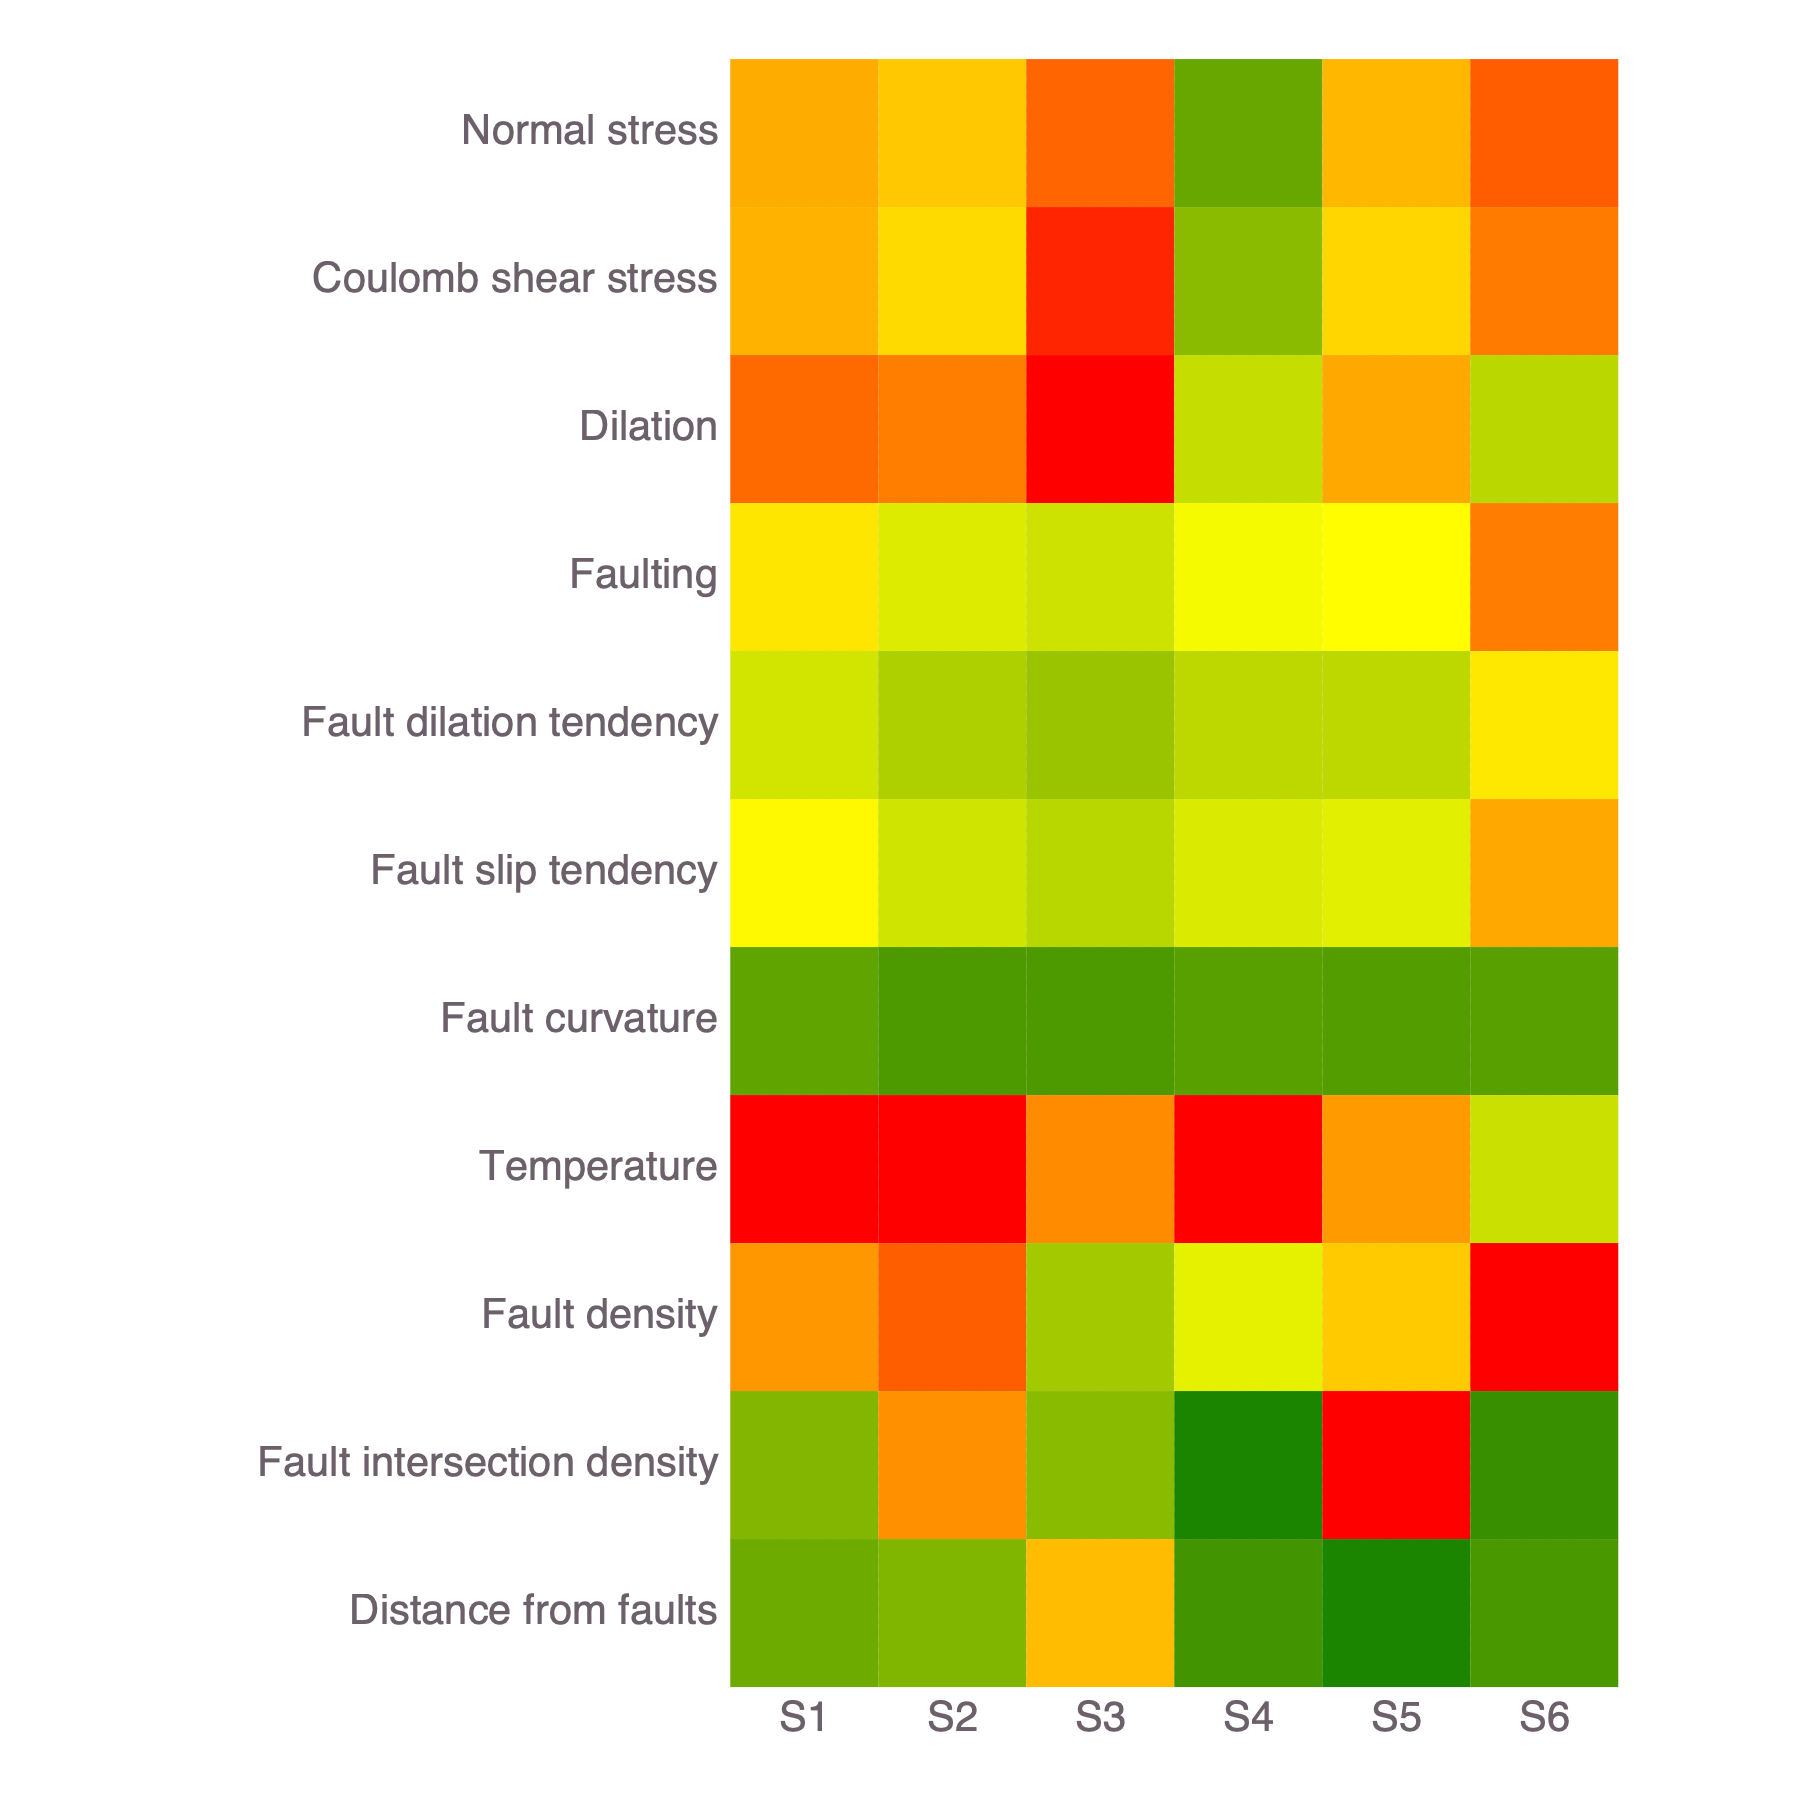 Normal stress
Coulomb shear stress
Dilation
Faulting
Fault dilation tendency
Fault slip tendency
Fault curvature
Temperature
Fault density
Fault intersection density
Distance from faults
S1 S2 S3 S4 S5 S6